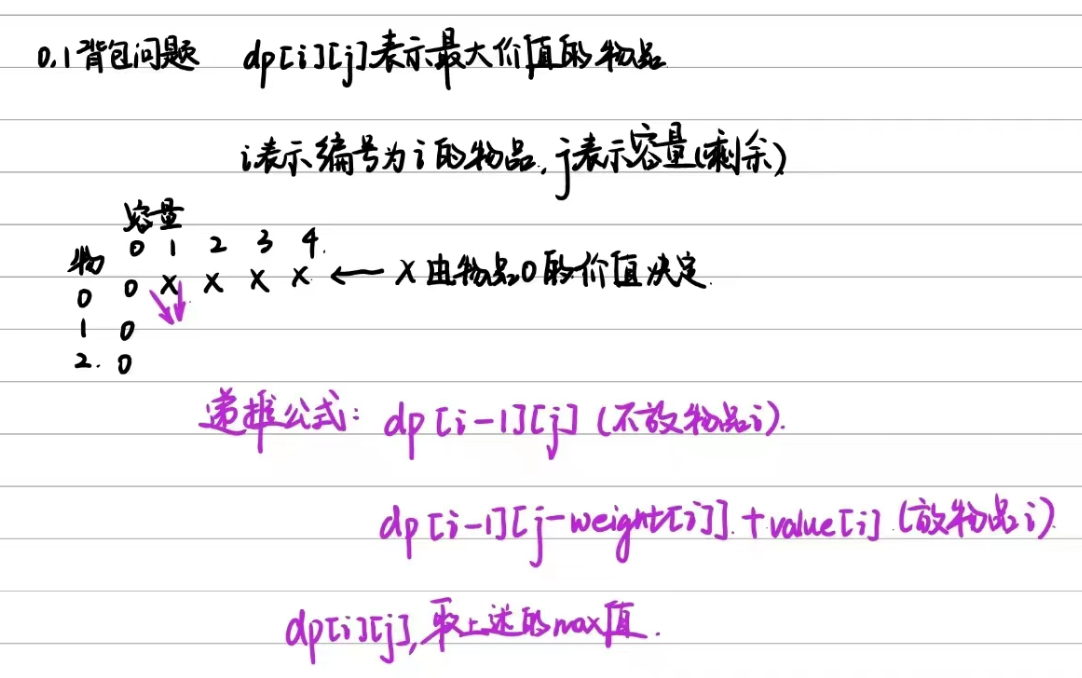 0,1背包问题 dp[i][j]表示最大价值的物品
i表示编号为i的物品,j表示容量(剩余)
容量
物 0 1 2 3 4
0 0 X X X X ← X由物品0的价值决定.
1 0
2. 0
递推公式: dp[i-1][j] (不放物品i).
dp[i-1][j-weight[i]].+value[i] (放物品i)
dp[i][j],取上述的max值.